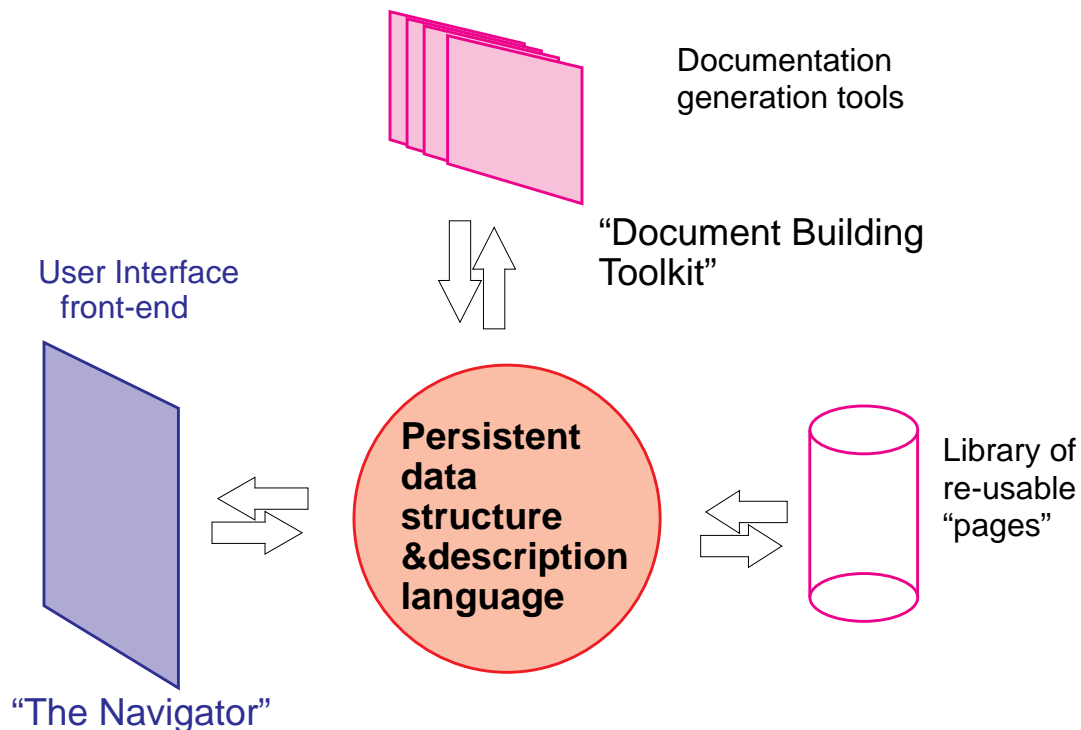 Documentation
generation tools
“Document Building
Toolkit”
User Interface
front-end
Persistent
data
structure
&description
language
Library of
re-usable
“pages”
“The Navigator”